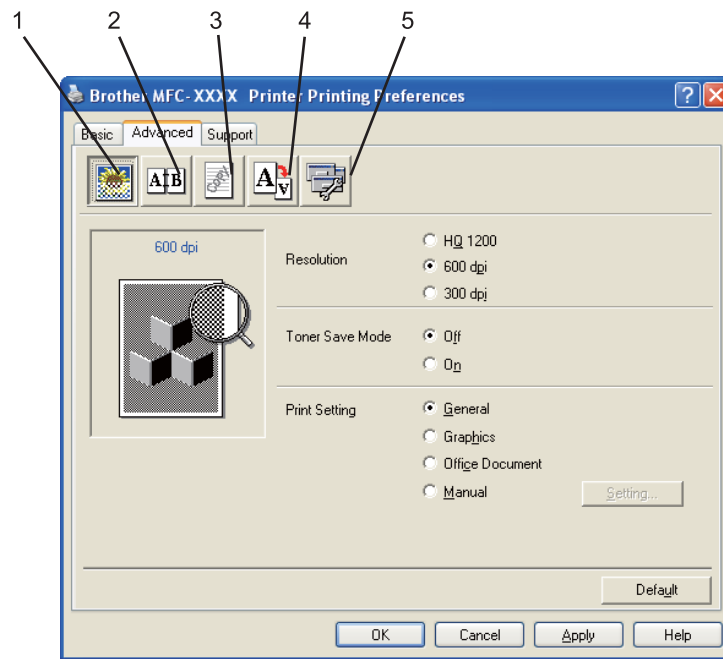 1 2 3 4 5
Brother MFC-XXXX Printer Printing Preferences
Basic Advanced Support
A B COPY A V
600 dpi
Resolution
HQ 1200
600 dpi
300 dpi
Toner Save Mode
Off
On
Print Setting
General
Graphics
Office Document
Manual
Setting...
Default
OK Cancel Apply Help